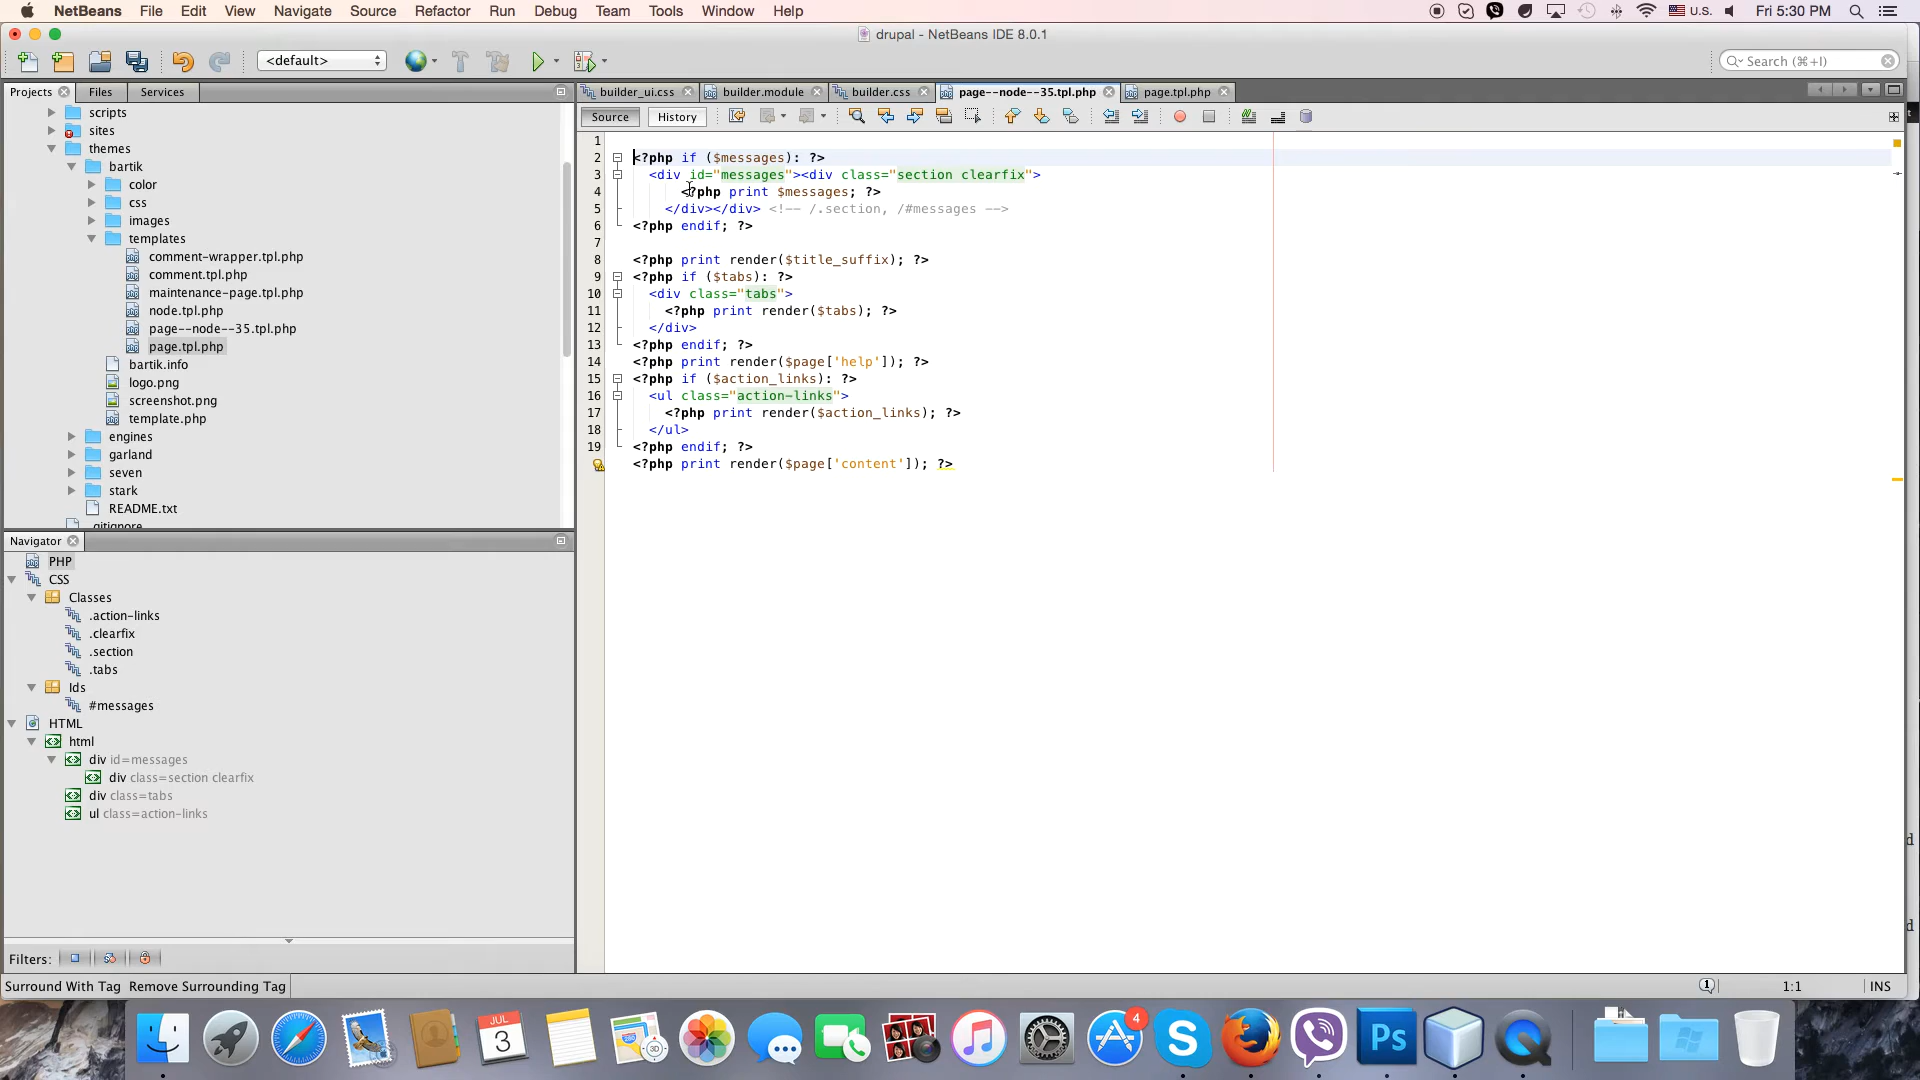 NetBeans File Edit View Navigate Source Refactor Run Debug Team Tools Window Help U.S. Fri 5:30 PM
drupal - NetBeans IDE 8.0.1
<default> Search (⌘+I)
Projects Files Services
scripts
sites
themes
bartik
color
css
images
templates
comment-wrapper.tpl.php
comment.tpl.php
maintenance-page.tpl.php
node.tpl.php
page--node--35.tpl.php
page.tpl.php
bartik.info
logo.png
screenshot.png
template.php
engines
garland
seven
stark
README.txt
.gitignore
Navigator
PHP
CSS
Classes
.action-links
.clearfix
.section
.tabs
Ids
#messages
HTML
html
div id=messages
div class=section clearfix
div class=tabs
ul class=action-links
Filters:
Surround With Tag Remove Surrounding Tag
builder_ui.css builder.module builder.css page--node--35.tpl.php page.tpl.php
Source History
1
2 <?php if ($messages): ?>
3 <div id="messages"><div class="section clearfix">
4 <?php print $messages; ?>
5 </div></div> <!-- /.section, /#messages -->
6 <?php endif; ?>
7
8 <?php print render($title_suffix); ?>
9 <?php if ($tabs): ?>
10 <div class="tabs">
11 <?php print render($tabs); ?>
12 </div>
13 <?php endif; ?>
14 <?php print render($page['help']); ?>
15 <?php if ($action_links): ?>
16 <ul class="action-links">
17 <?php print render($action_links); ?>
18 </ul>
19 <?php endif; ?>
<?php print render($page['content']); ?>
1 1:1 INS
JUL
3
4
Ps